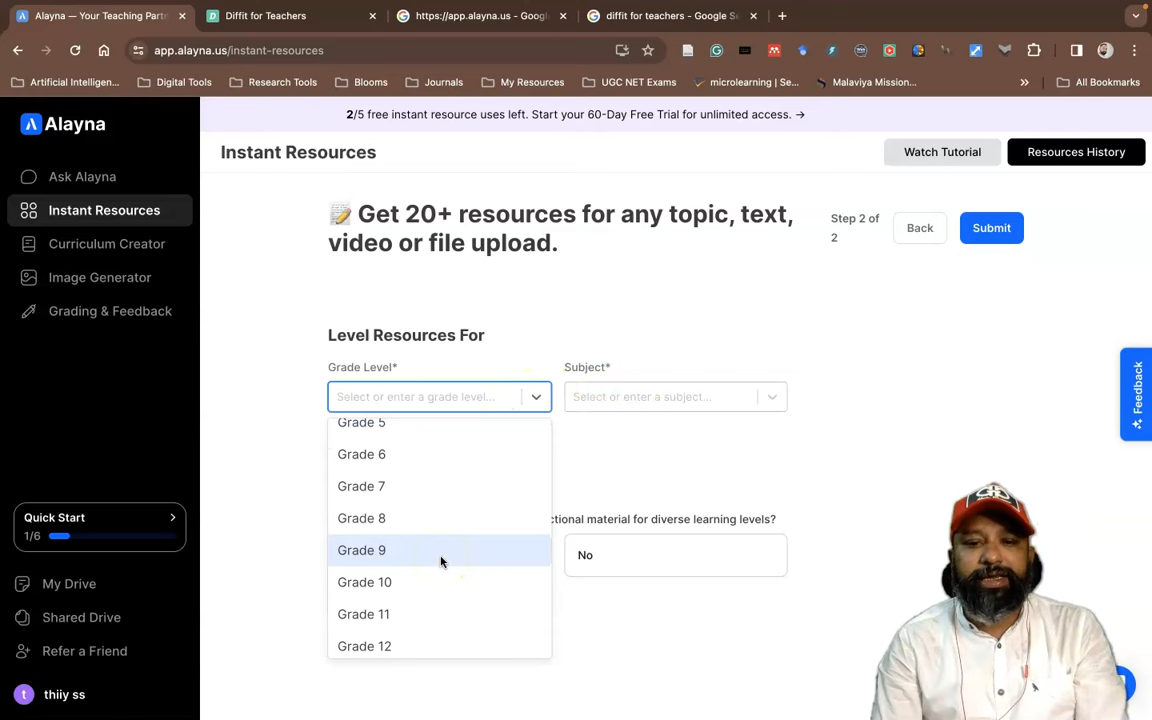 Alayna — Your Teaching Partn
Diffit for Teachers
https://app.alayna.us - Googl
diffit for teachers - Google Se
app.alayna.us/instant-resources
Artificial Intelligen...
Digital Tools
Research Tools
Blooms
Journals
My Resources
UGC NET Exams
microlearning | Se...
Malaviya Mission...
All Bookmarks
Alayna
2/5 free instant resource uses left. Start your 60-Day Free Trial for unlimited access. →
Instant Resources
Watch Tutorial
Resources History
Ask Alayna
Instant Resources
Curriculum Creator
Image Generator
Grading & Feedback
📝 Get 20+ resources for any topic, text,
video or file upload.
Step 2 of
2
Back
Submit
Level Resources For
Grade Level*
Subject*
Select or enter a grade level...
Select or enter a subject...
Grade 5
Grade 6
Grade 7
Grade 8
Grade 9
Grade 10
Grade 11
Grade 12
ctional material for diverse learning levels?
No
Feedback
Quick Start
1/6
My Drive
Shared Drive
Refer a Friend
t
thiiy ss